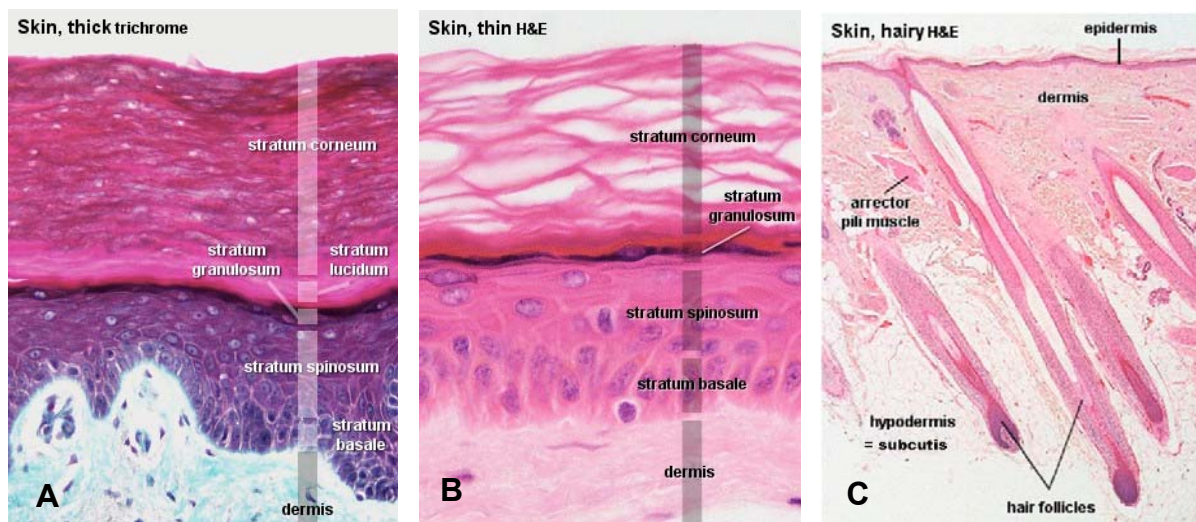 Skin, thick trichrome
stratum corneum
stratum
granulosum
stratum
lucidum
stratum spinosum
stratum
basale
dermis
A
Skin, thin H&E
stratum corneum
stratum
granulosum
stratum spinosum
stratum basale
dermis
B
Skin, hairy H&E
epidermis
dermis
arrector
pili muscle
hypodermis
= subcutis
hair follicles
C